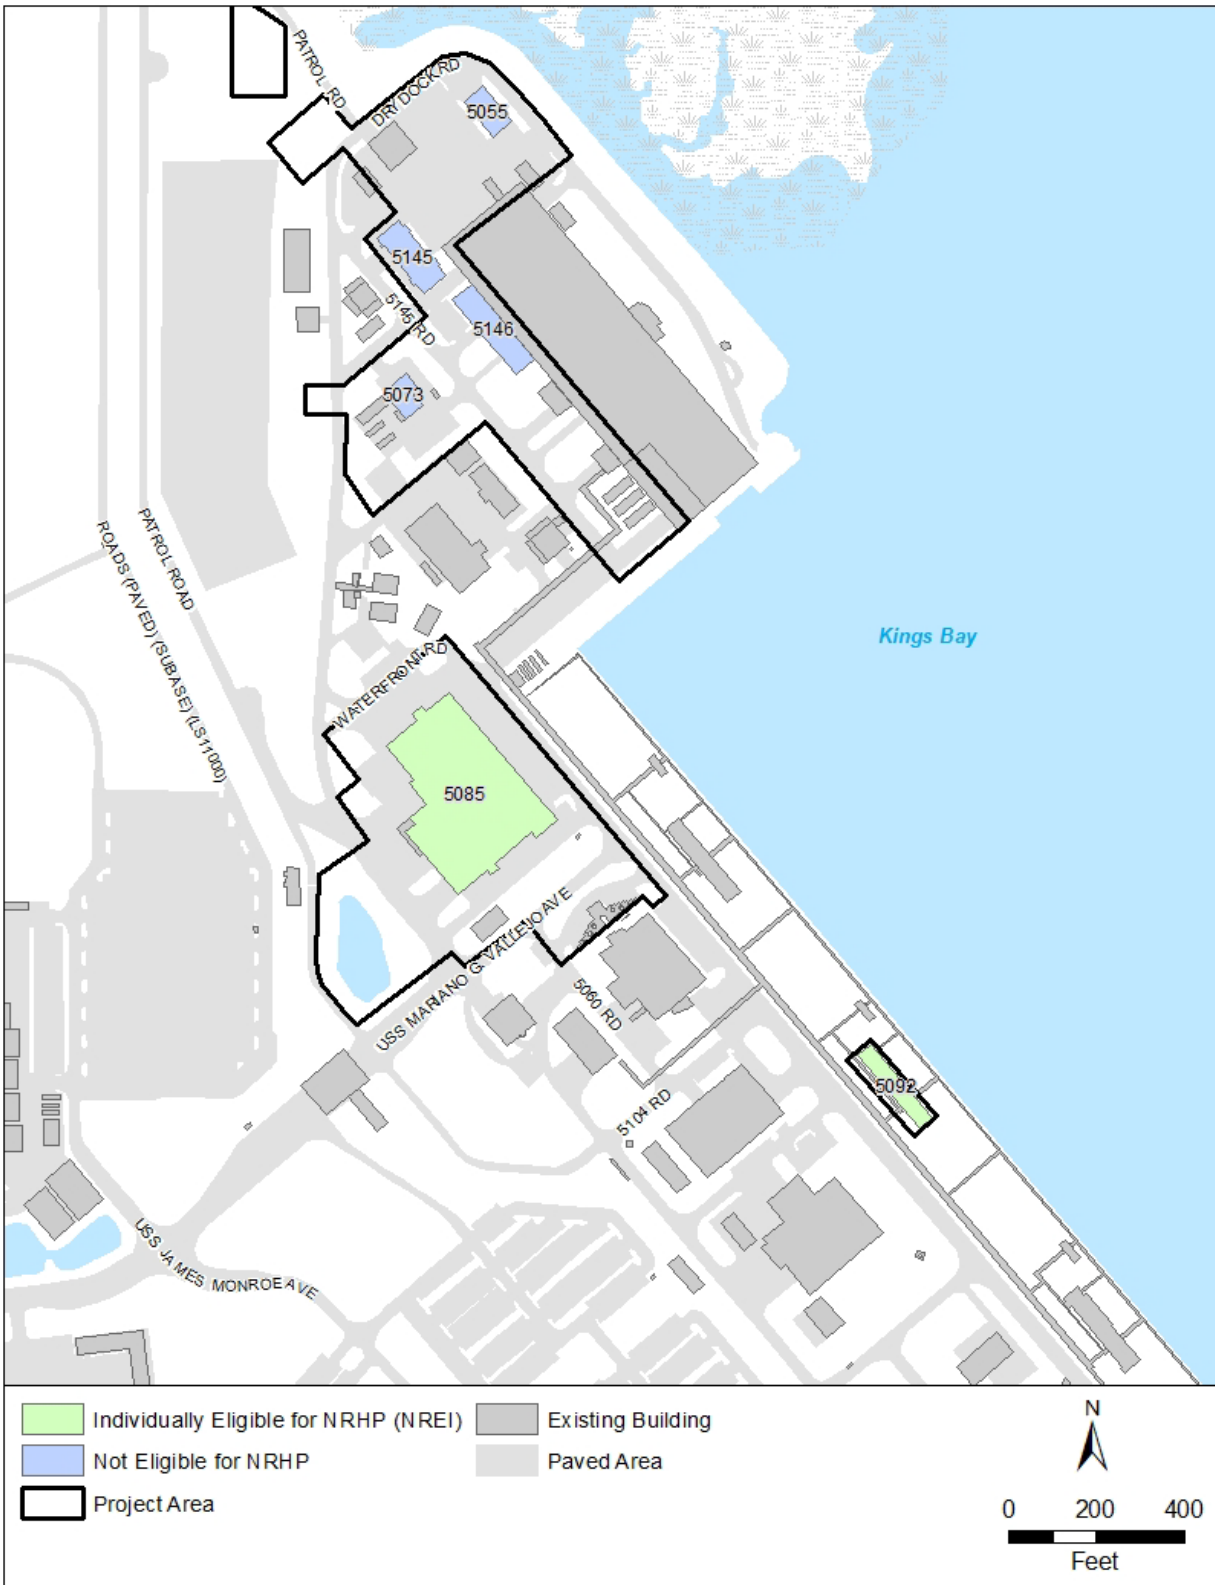 PATROL RD
DRY DOCK RD
5055
5145
5146
5145 RD
5073
PATROL ROAD
ROADS (PAVED) (SUBASE) (LS11000)
Kings Bay
WATERFRONT RD
5085
USS MARIANO G VALLEJO AVE
5060 RD
5092
5104 RD
USS JAMES MONROE AVE
Individually Eligible for NRHP (NREI)
Existing Building
Not Eligible for NRHP
Paved Area
Project Area
N
0 200 400
Feet